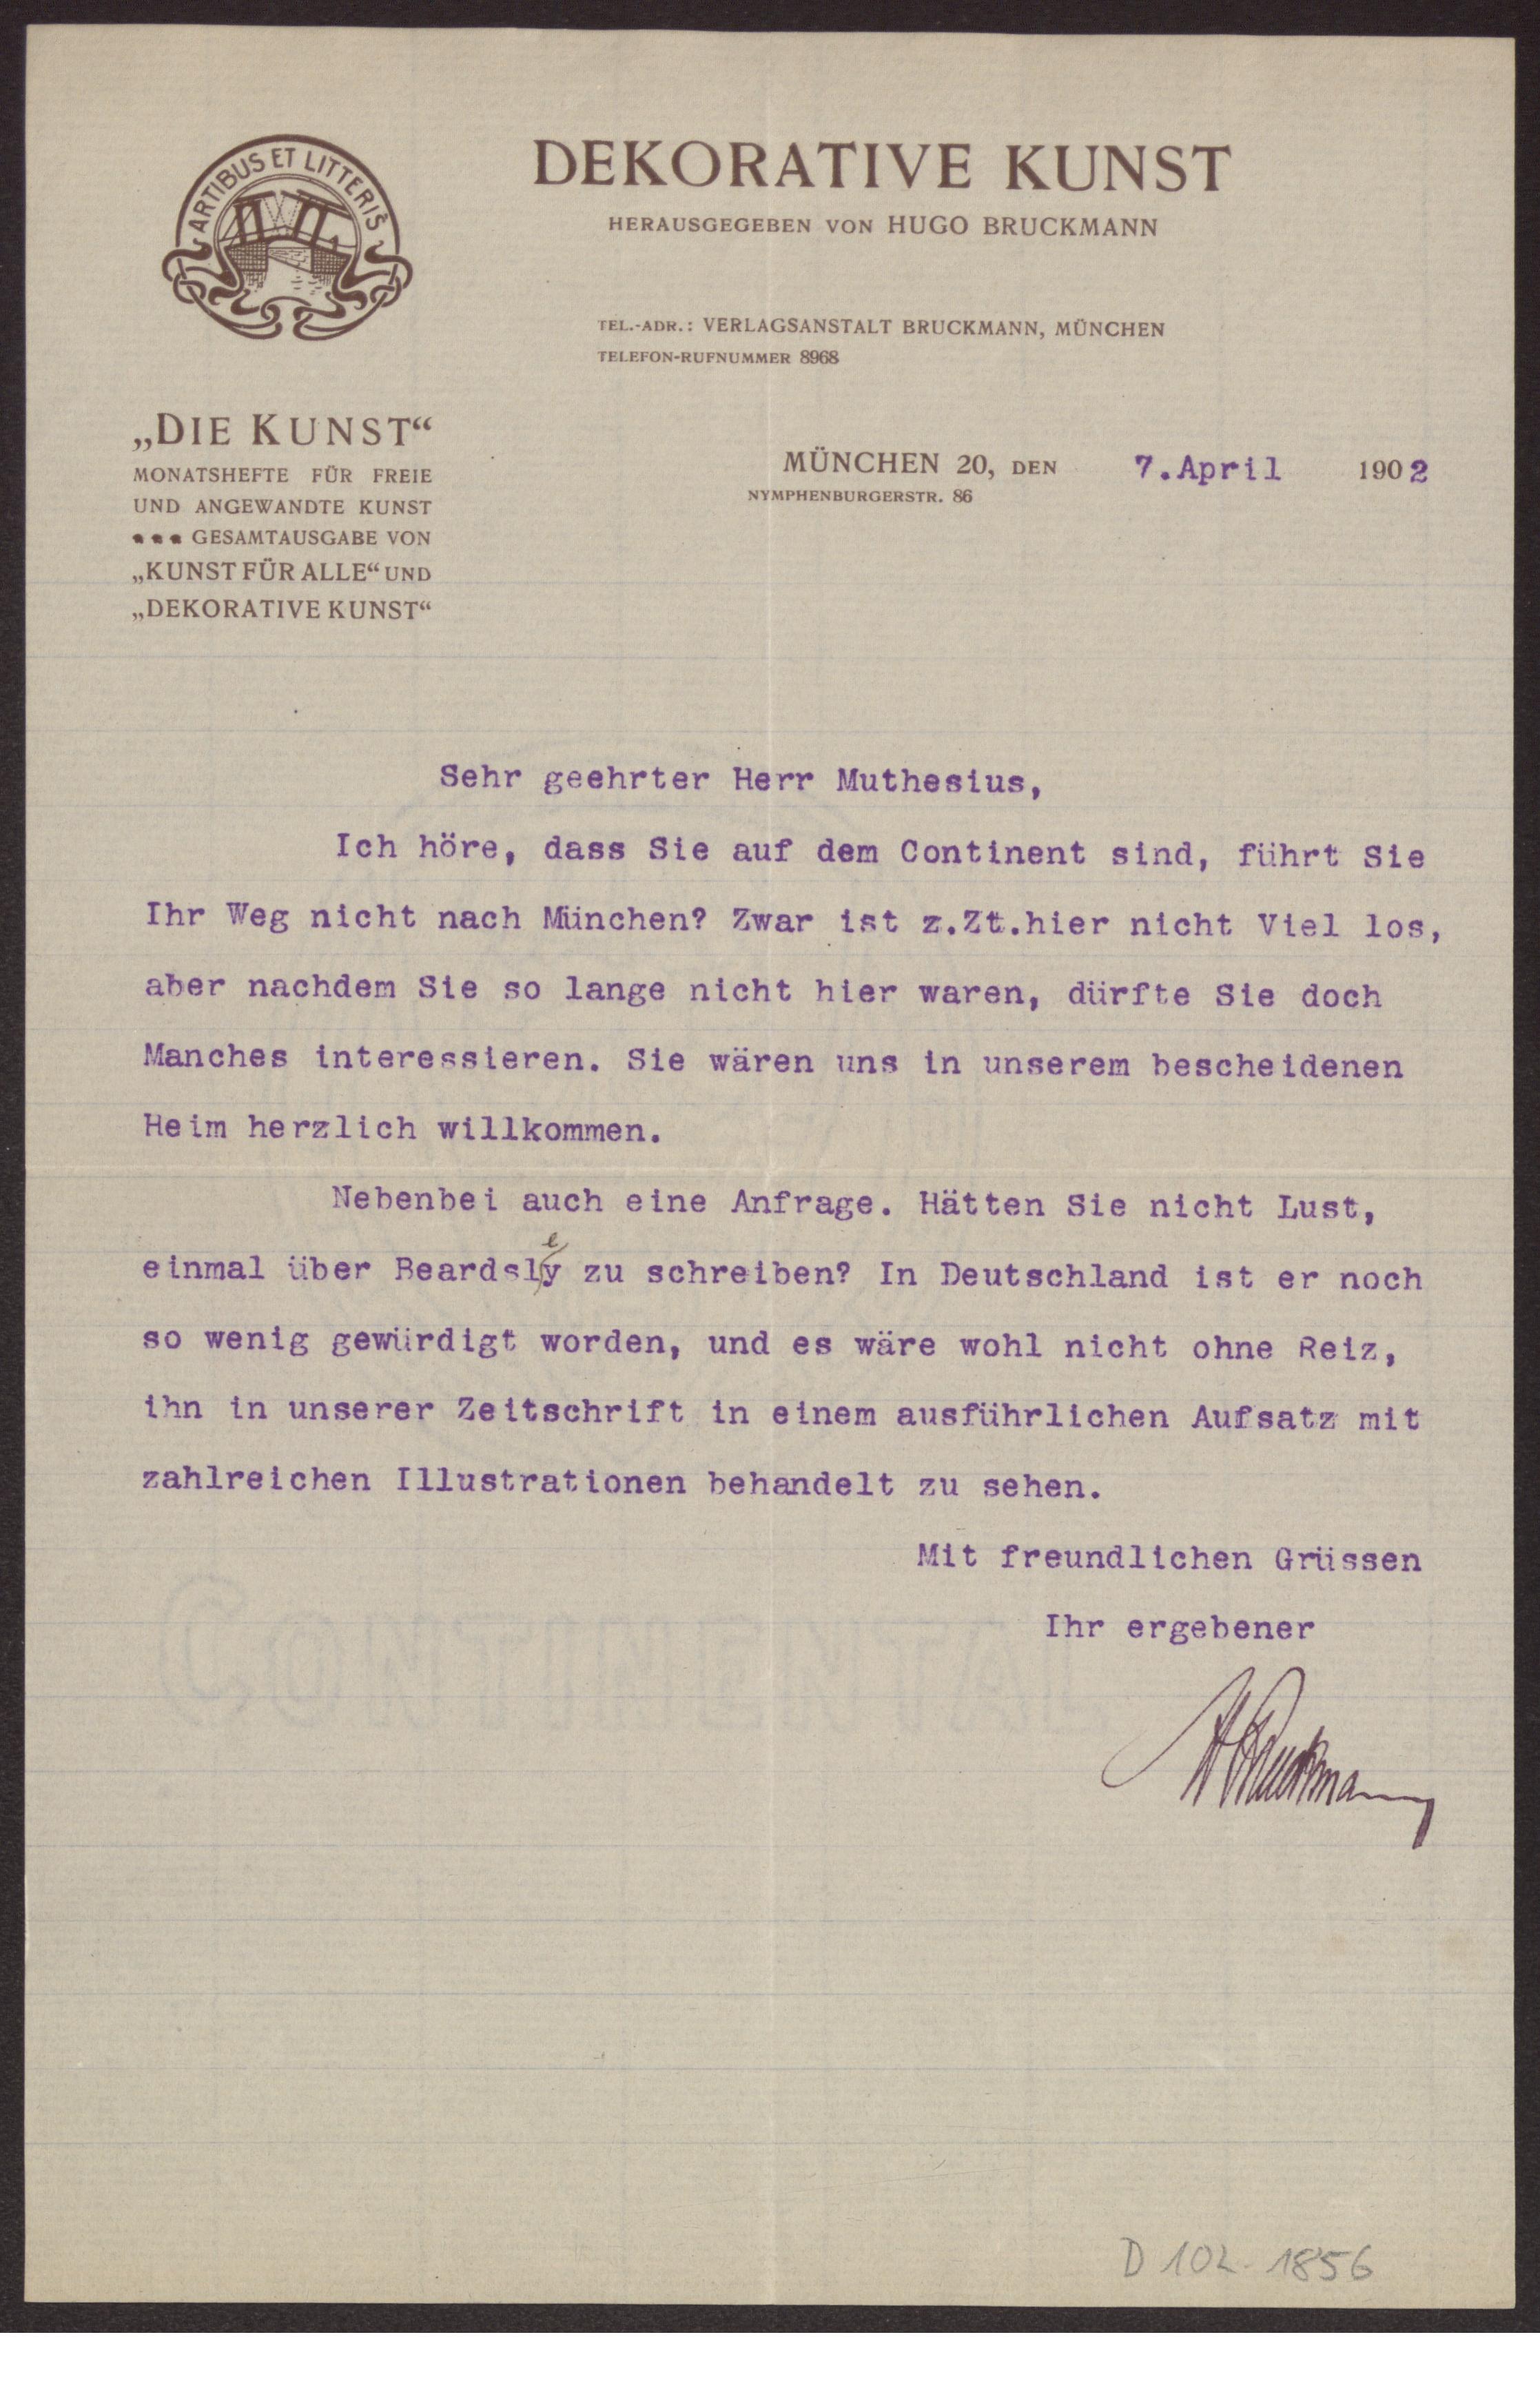 ARTIBUS ET LITTERIS
DEKORATIVE KUNST
HERAUSGEGEBEN VON HUGO BRUCKMANN
TEL.-ADR.: VERLAGSANSTALT BRUCKMANN, MÜNCHEN
TELEFON-RUFNUMMER 8968
„DIE KUNST“
MONATSHEFTE FÜR FREIE
UND ANGEWANDTE KUNST
GESAMTAUSGABE VON
„KUNST FÜR ALLE“ UND
„DEKORATIVE KUNST“
MÜNCHEN 20, DEN 7.April 1902
NYMPHENBURGERSTR. 86
Sehr geehrter Herr Muthesius,
Ich höre, dass Sie auf dem Continent sind, führt Sie
Ihr Weg nicht nach München? Zwar ist z.Zt.hier nicht Viel los,
aber nachdem Sie so lange nicht hier waren, dürfte Sie doch
Manches interessieren. Sie wären uns in unserem bescheidenen
Heim herzlich willkommen.
Nebenbei auch eine Anfrage. Hätten Sie nicht Lust,
einmal über Beardsley zu schreiben? In Deutschland ist er noch
so wenig gewürdigt worden, und es wäre wohl nicht ohne Reiz,
ihn in unserer Zeitschrift in einem ausführlichen Aufsatz mit
zahlreichen Illustrationen behandelt zu sehen.
Mit freundlichen Grüssen
Ihr ergebener
H Bruckmann
D 102-1856